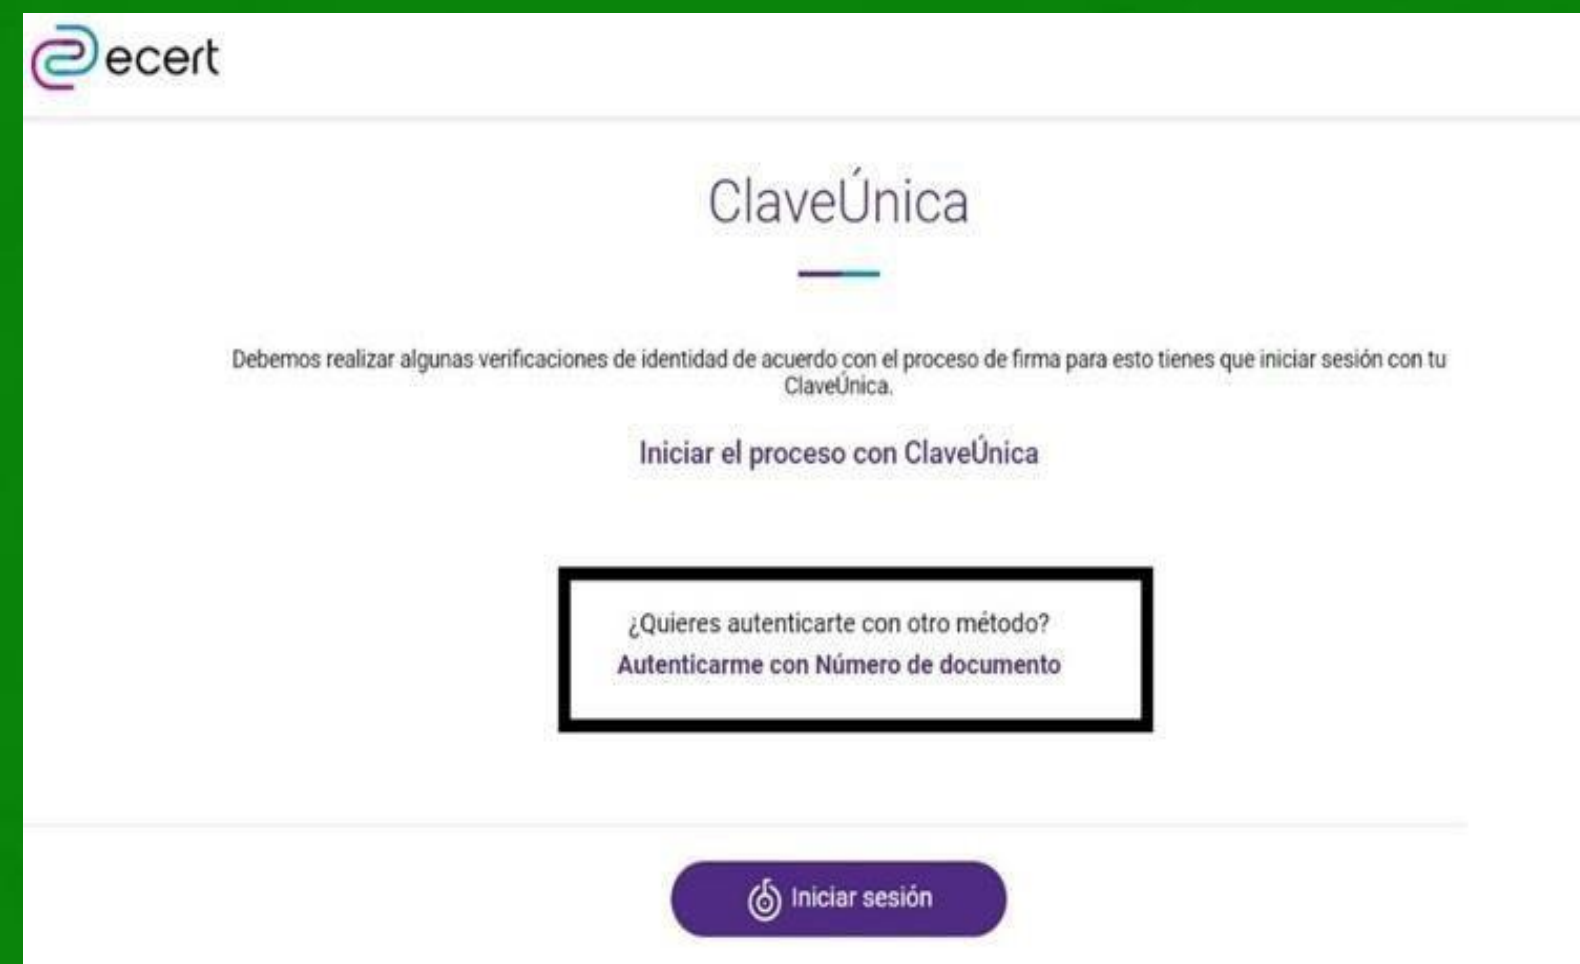 ecert
ClaveÚnica
Debemos realizar algunas verificaciones de identidad de acuerdo con el proceso de firma para esto tienes que iniciar sesión con tu
ClaveÚnica.
Iniciar el proceso con ClaveÚnica
¿Quieres autenticarte con otro método?
Autenticarme con Número de documento
Iniciar sesión